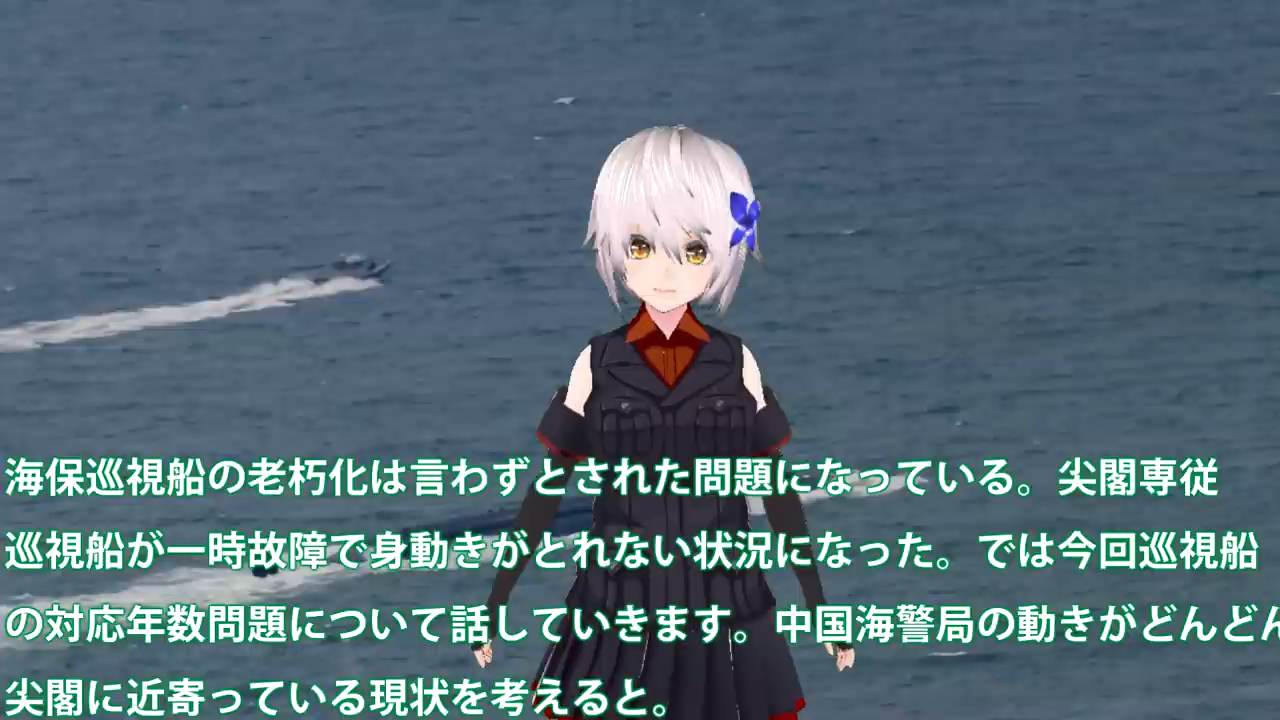 海保巡視船の老朽化は言わずとされた問題になっている。尖閣専従
巡視船が一時故障で身動きがとれない状況になった。では今回巡視船
の対応年数問題について話していきます。中国海警局の動きがどんどん
尖閣に近寄っている現状を考えると。